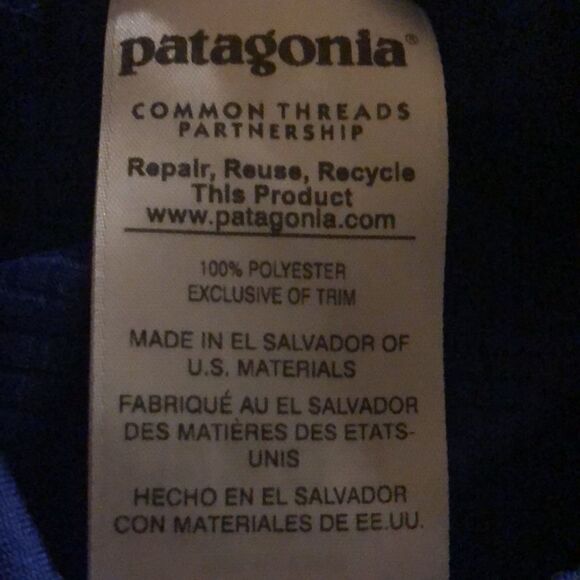 patagonia®
COMMON THREADS
PARTNERSHIP
Repair, Reuse, Recycle
This Product
www.patagonia.com
100% POLYESTER
EXCLUSIVE OF TRIM
MADE IN EL SALVADOR OF
U.S. MATERIALS
FABRIQUÉ AU EL SALVADOR
DES MATIÈRES DES ETATS-
UNIS
HECHO EN EL SALVADOR
CON MATERIALES DE EE.UU.